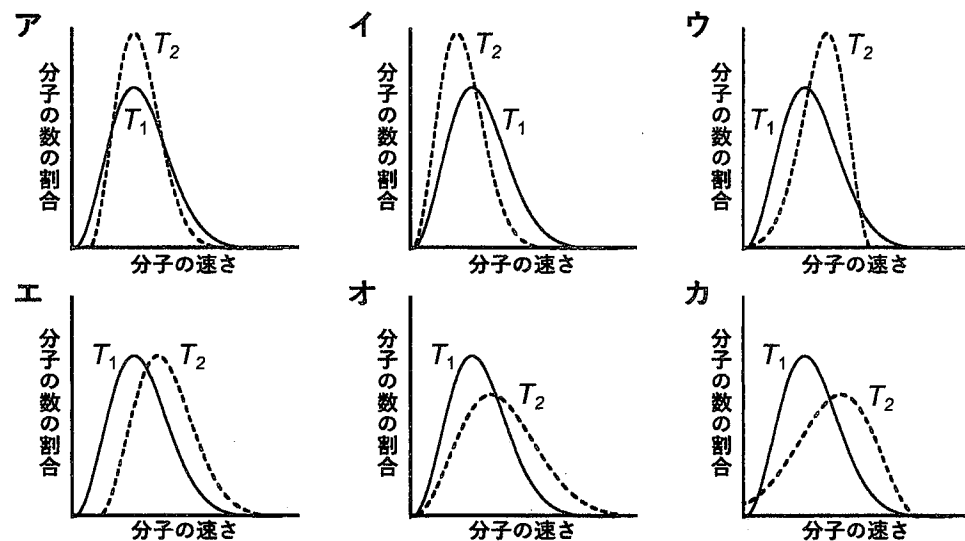 ア
分子の数の割合
T₂
T₁
分子の速さ
イ
分子の数の割合
T₂
T₁
分子の速さ
ウ
分子の数の割合
T₂
T₁
分子の速さ
エ
分子の数の割合
T₁
T₂
分子の速さ
オ
分子の数の割合
T₁
T₂
分子の速さ
カ
分子の数の割合
T₁
T₂
分子の速さ